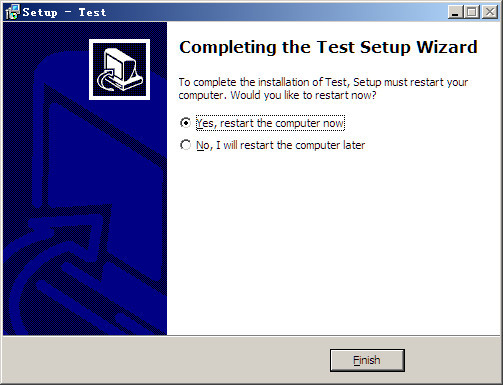 Setup - Test
Completing the Test Setup Wizard
To complete the installation of Test, Setup must restart your
computer. Would you like to restart now?
Yes, restart the computer now
No, I will restart the computer later
Finish